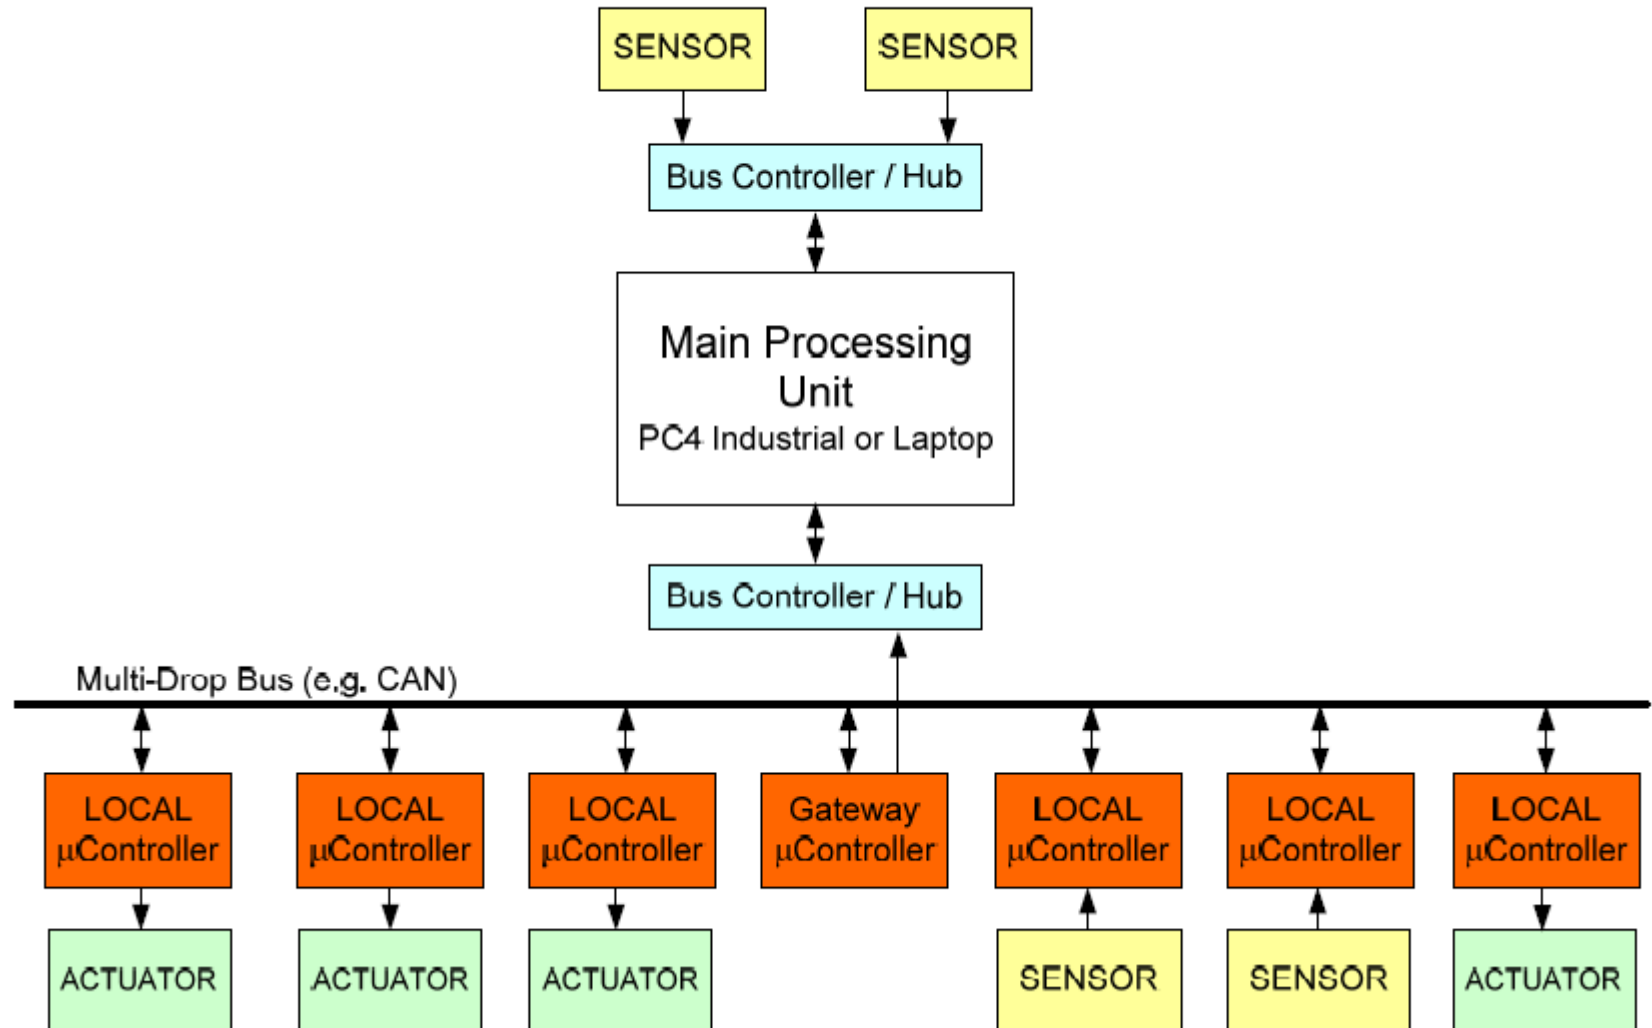 SENSOR
SENSOR
Bus Controller / Hub
Main Processing
Unit
PC4 Industrial or Laptop
Bus Controller / Hub
Multi-Drop Bus (e.g. CAN)
LOCAL
µController
LOCAL
µController
LOCAL
µController
Gateway
µController
LOCAL
µController
LOCAL
µController
LOCAL
µController
ACTUATOR
ACTUATOR
ACTUATOR
SENSOR
SENSOR
ACTUATOR